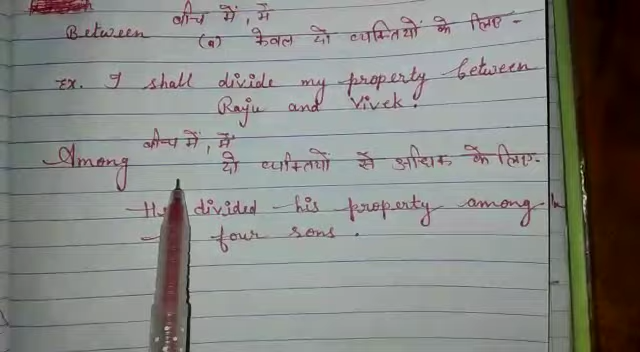 बीच में, में
Between (a) केवल दो व्यक्तियों के लिए -
Ex. I shall divide my property between
Raju and Vivek.
बीच में, में
Among दो व्यक्तियों से अधिक के लिए -
He divided his property among
four sons.